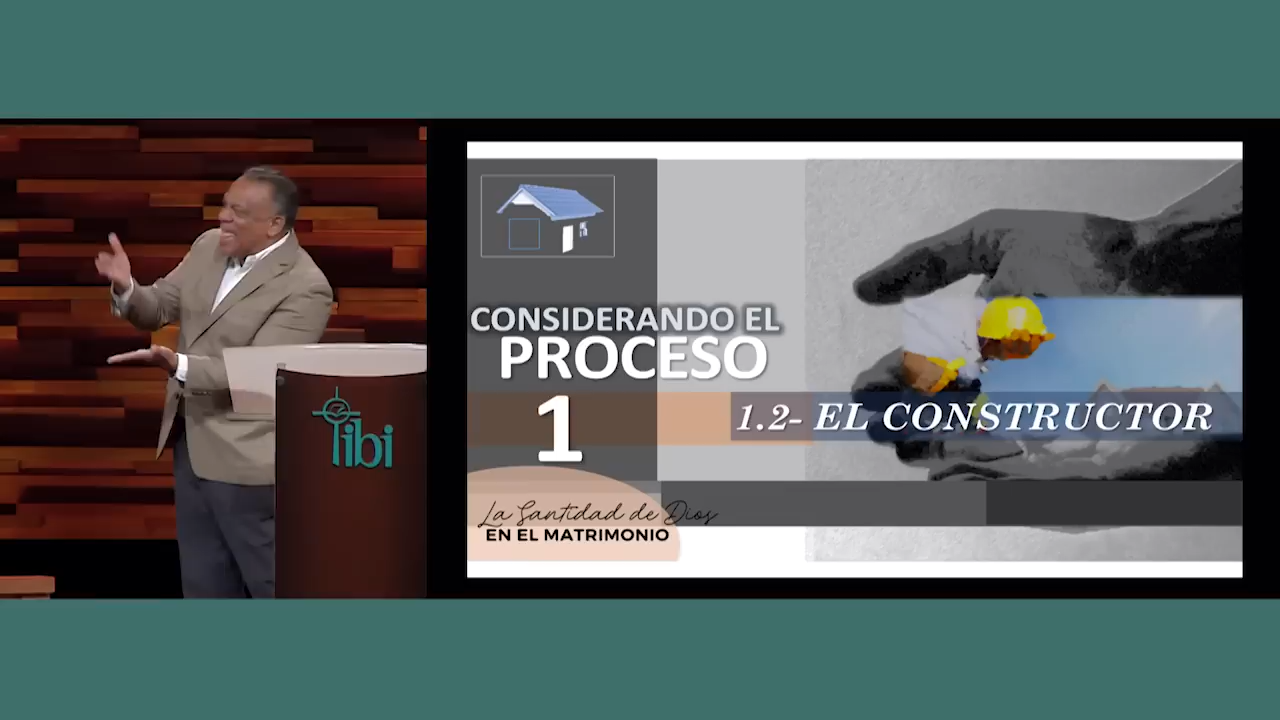 ibi
CONSIDERANDO EL
PROCESO
1
1.2- EL CONSTRUCTOR
La Santidad de Dios
EN EL MATRIMONIO